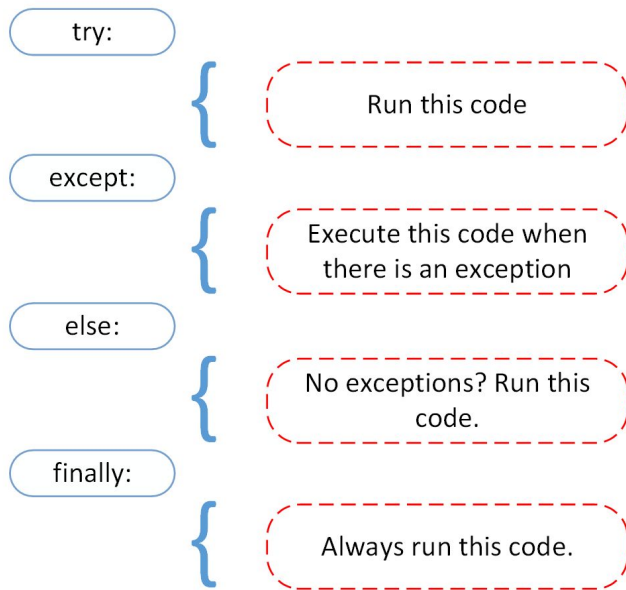 try:
Run this code
except:
Execute this code when
there is an exception
else:
No exceptions? Run this
code.
finally:
Always run this code.